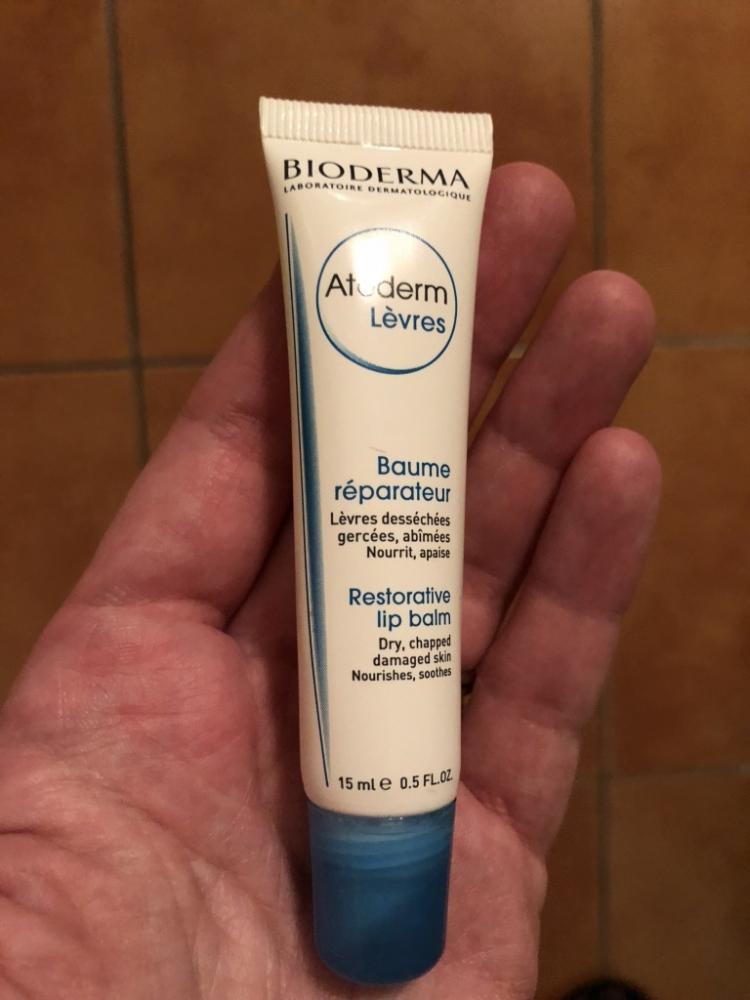 BIODERMA
LABORATOIRE DERMATOLOGIQUE
Atoderm
Lèvres
Baume
réparateur
Lèvres desséchées
gercées, abîmées
Nourrit, apaise
Restorative
lip balm
Dry, chapped
damaged skin
Nourishes, soothes
15 ml ℮ 0.5 FL.OZ.